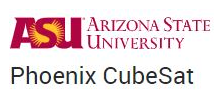 ASU ARIZONA STATE
UNIVERSITY
Phoenix CubeSat